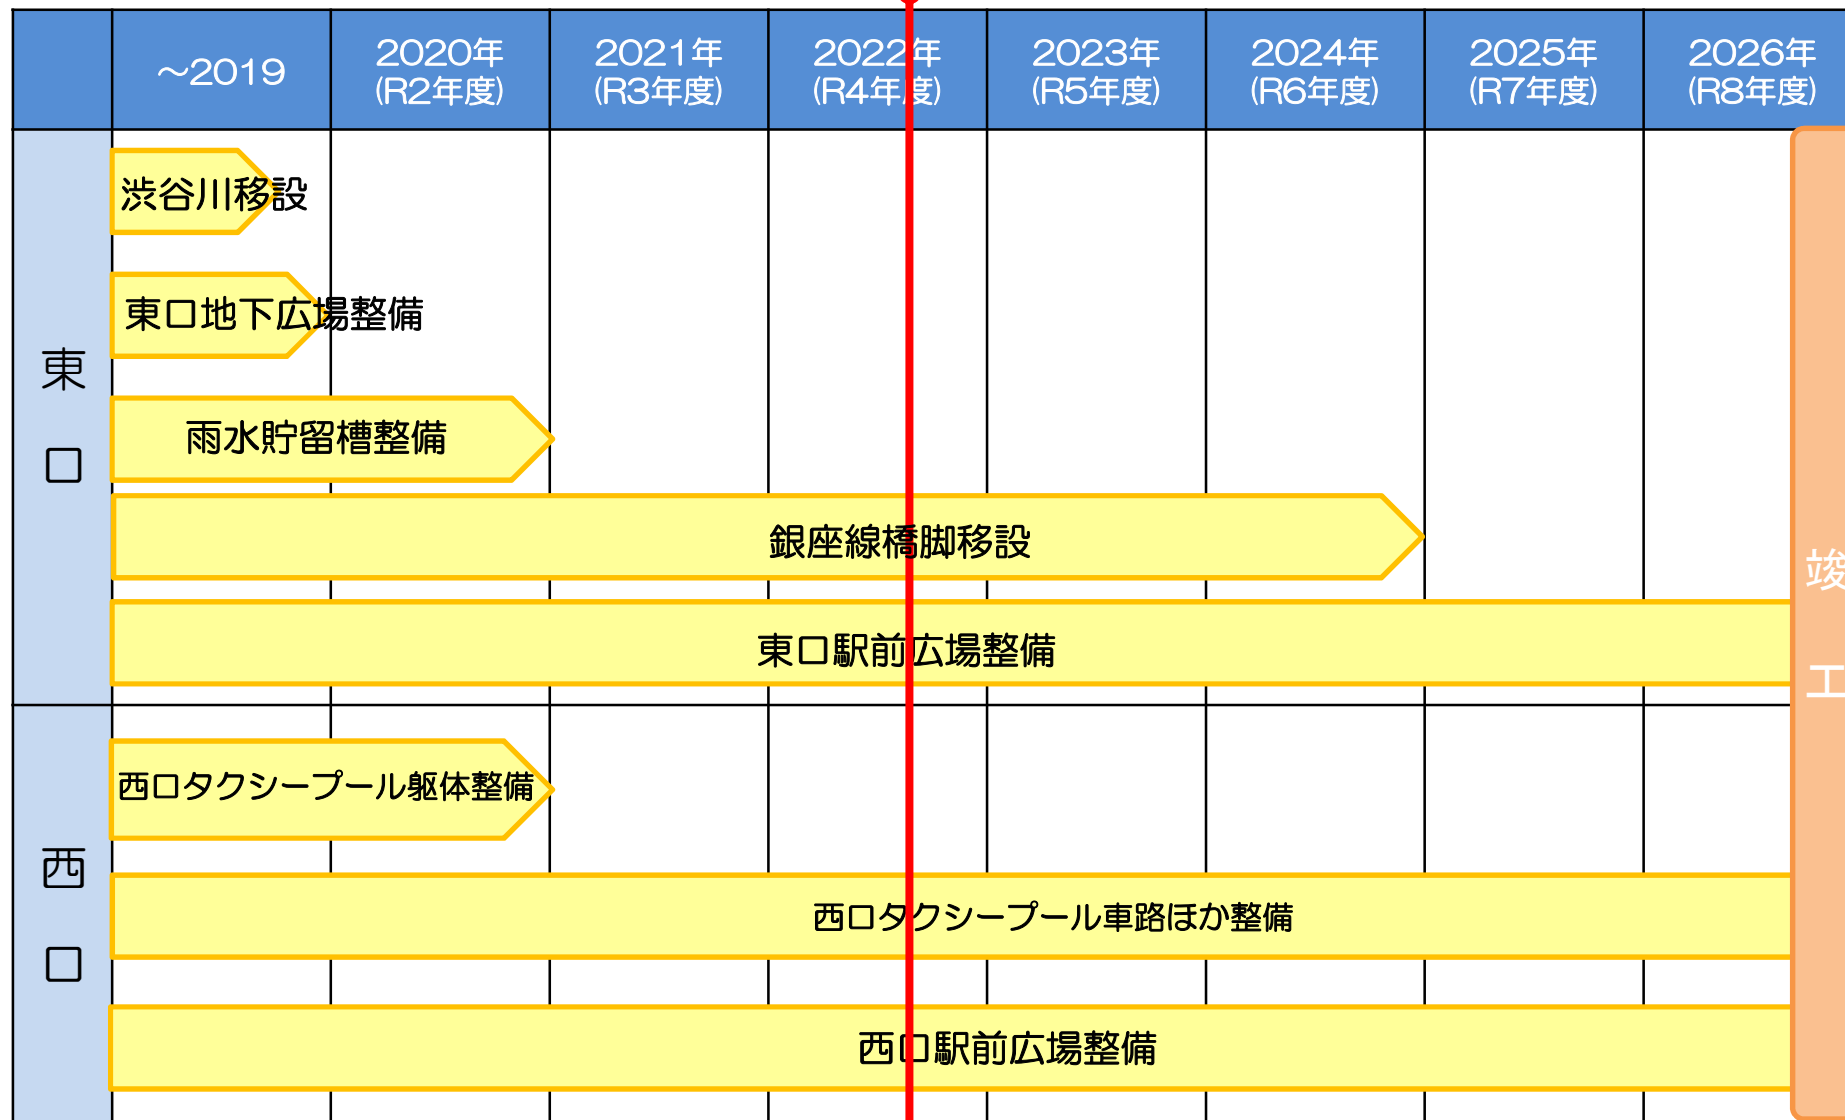 ～2019
2020年
(R2年度)
2021年
(R3年度)
2022年
(R4年度)
2023年
(R5年度)
2024年
(R6年度)
2025年
(R7年度)
2026年
(R8年度)
東口
渋谷川移設
東口地下広場整備
雨水貯留槽整備
銀座線橋脚移設
東口駅前広場整備
西口
西口タクシープール躯体整備
西口タクシープール車路ほか整備
西口駅前広場整備
竣工